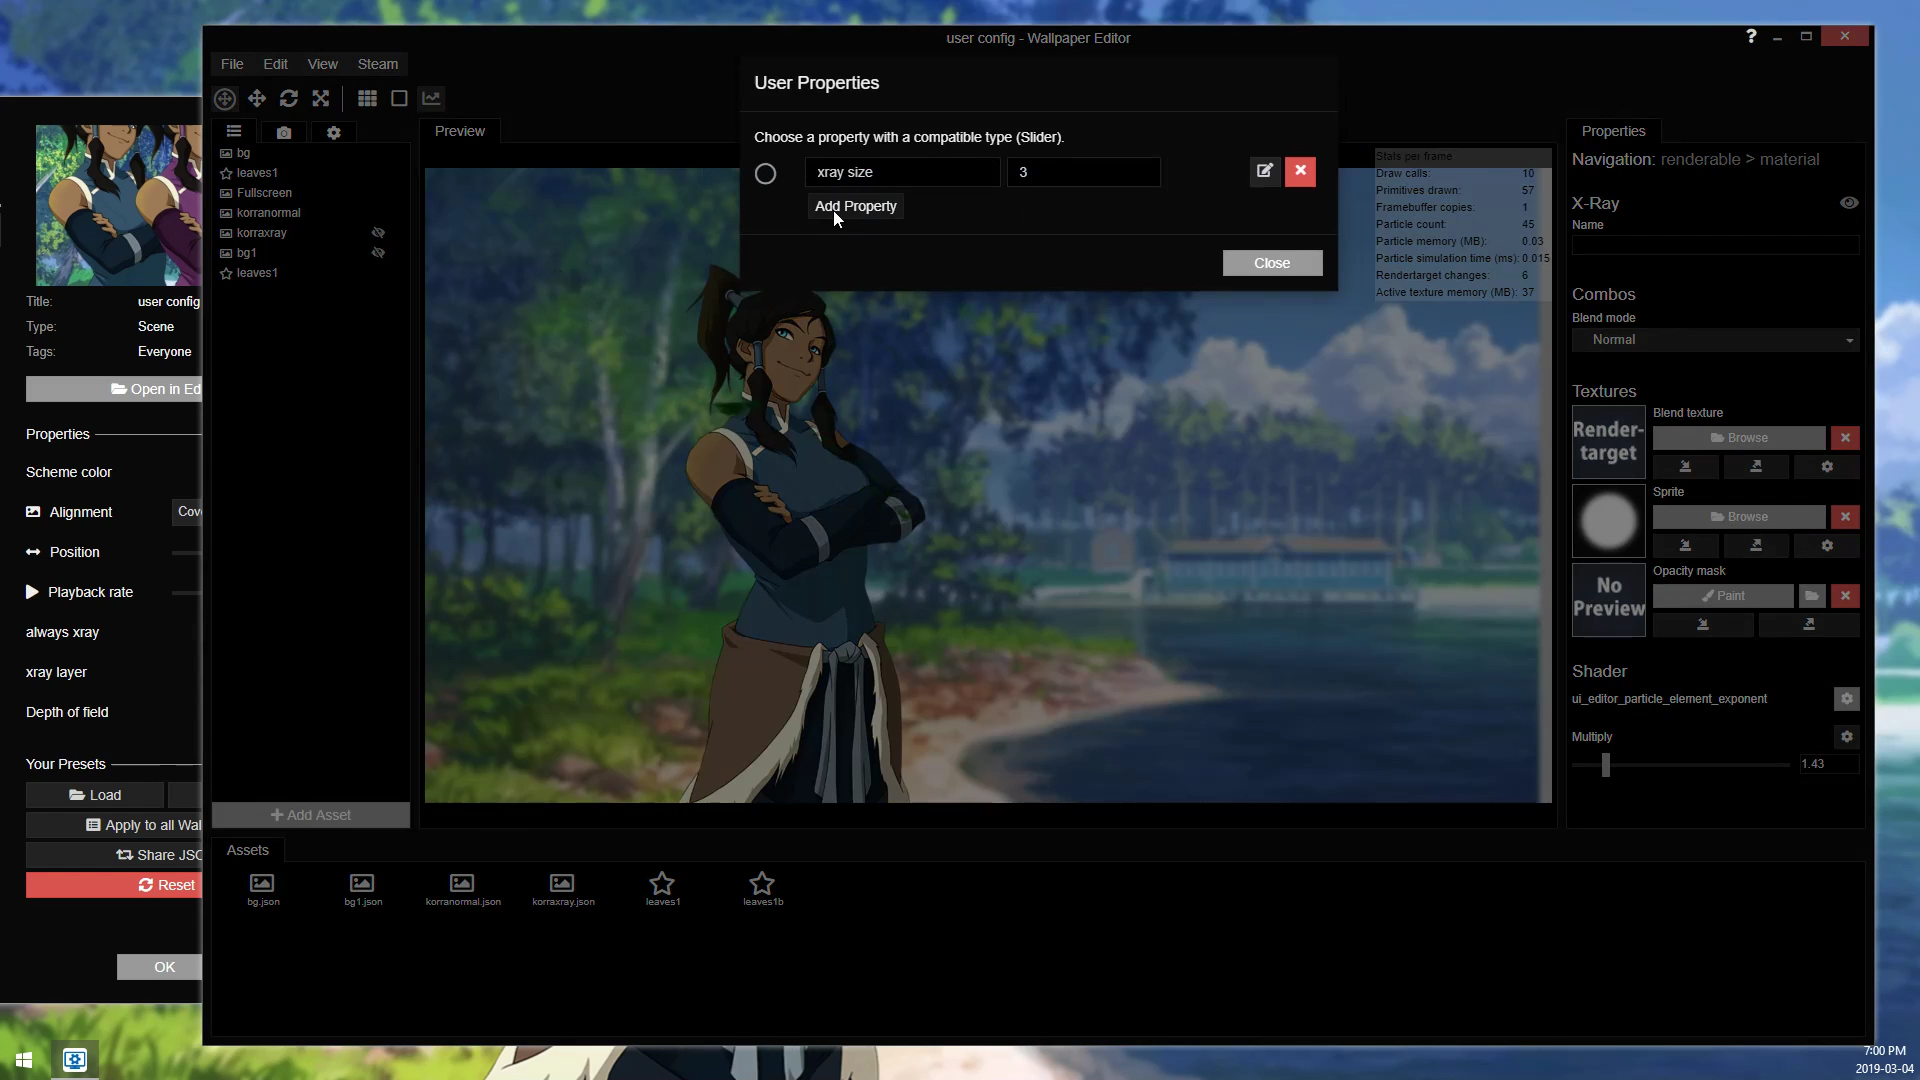 user config - Wallpaper Editor
?
File Edit View Steam
User Properties
Choose a property with a compatible type (Slider).
xray size 3
Add Property
Close
Preview
bg
leaves1
Fullscreen
korranormal
korraxray
bg1
leaves1
Add Asset
Stats per frame
Draw calls: 10
Primitives drawn: 57
Framebuffer copies: 1
Particle count: 45
Particle memory (MB): 0.03
Particle simulation time (ms): 0.015
Rendertarget changes: 6
Active texture memory (MB): 37
Properties
Navigation: renderable > material
X-Ray
Name
Combos
Blend mode
Normal
Textures
Render-
target
Blend texture
Browse
Sprite
Browse
No
Preview
Opacity mask
Paint
Shader
ui_editor_particle_element_exponent
Multiply
1.43
Title: user config
Type: Scene
Tags: Everyone
Open in Ed
Properties
Scheme color
Alignment
Cov
Position
Playback rate
always xray
xray layer
Depth of field
Your Presets
Load
Apply to all Wal
Share JSO
Reset
OK
Assets
bg.json
bg1.json
korranormal.json
korraxray.json
leaves1
leaves1b
7:00 PM
2019-03-04